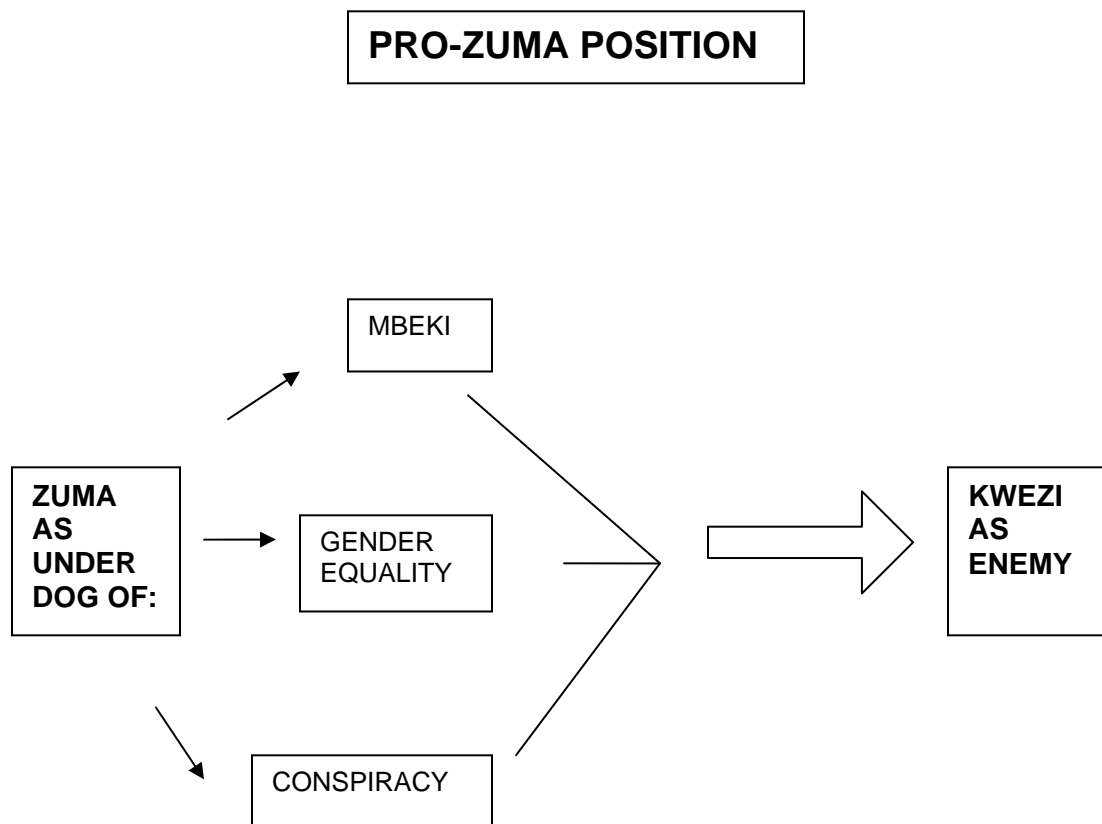 PRO-ZUMA POSITION
MBEKI
ZUMA
AS
UNDER
DOG OF:
GENDER
EQUALITY
KWEZI
AS
ENEMY
CONSPIRACY